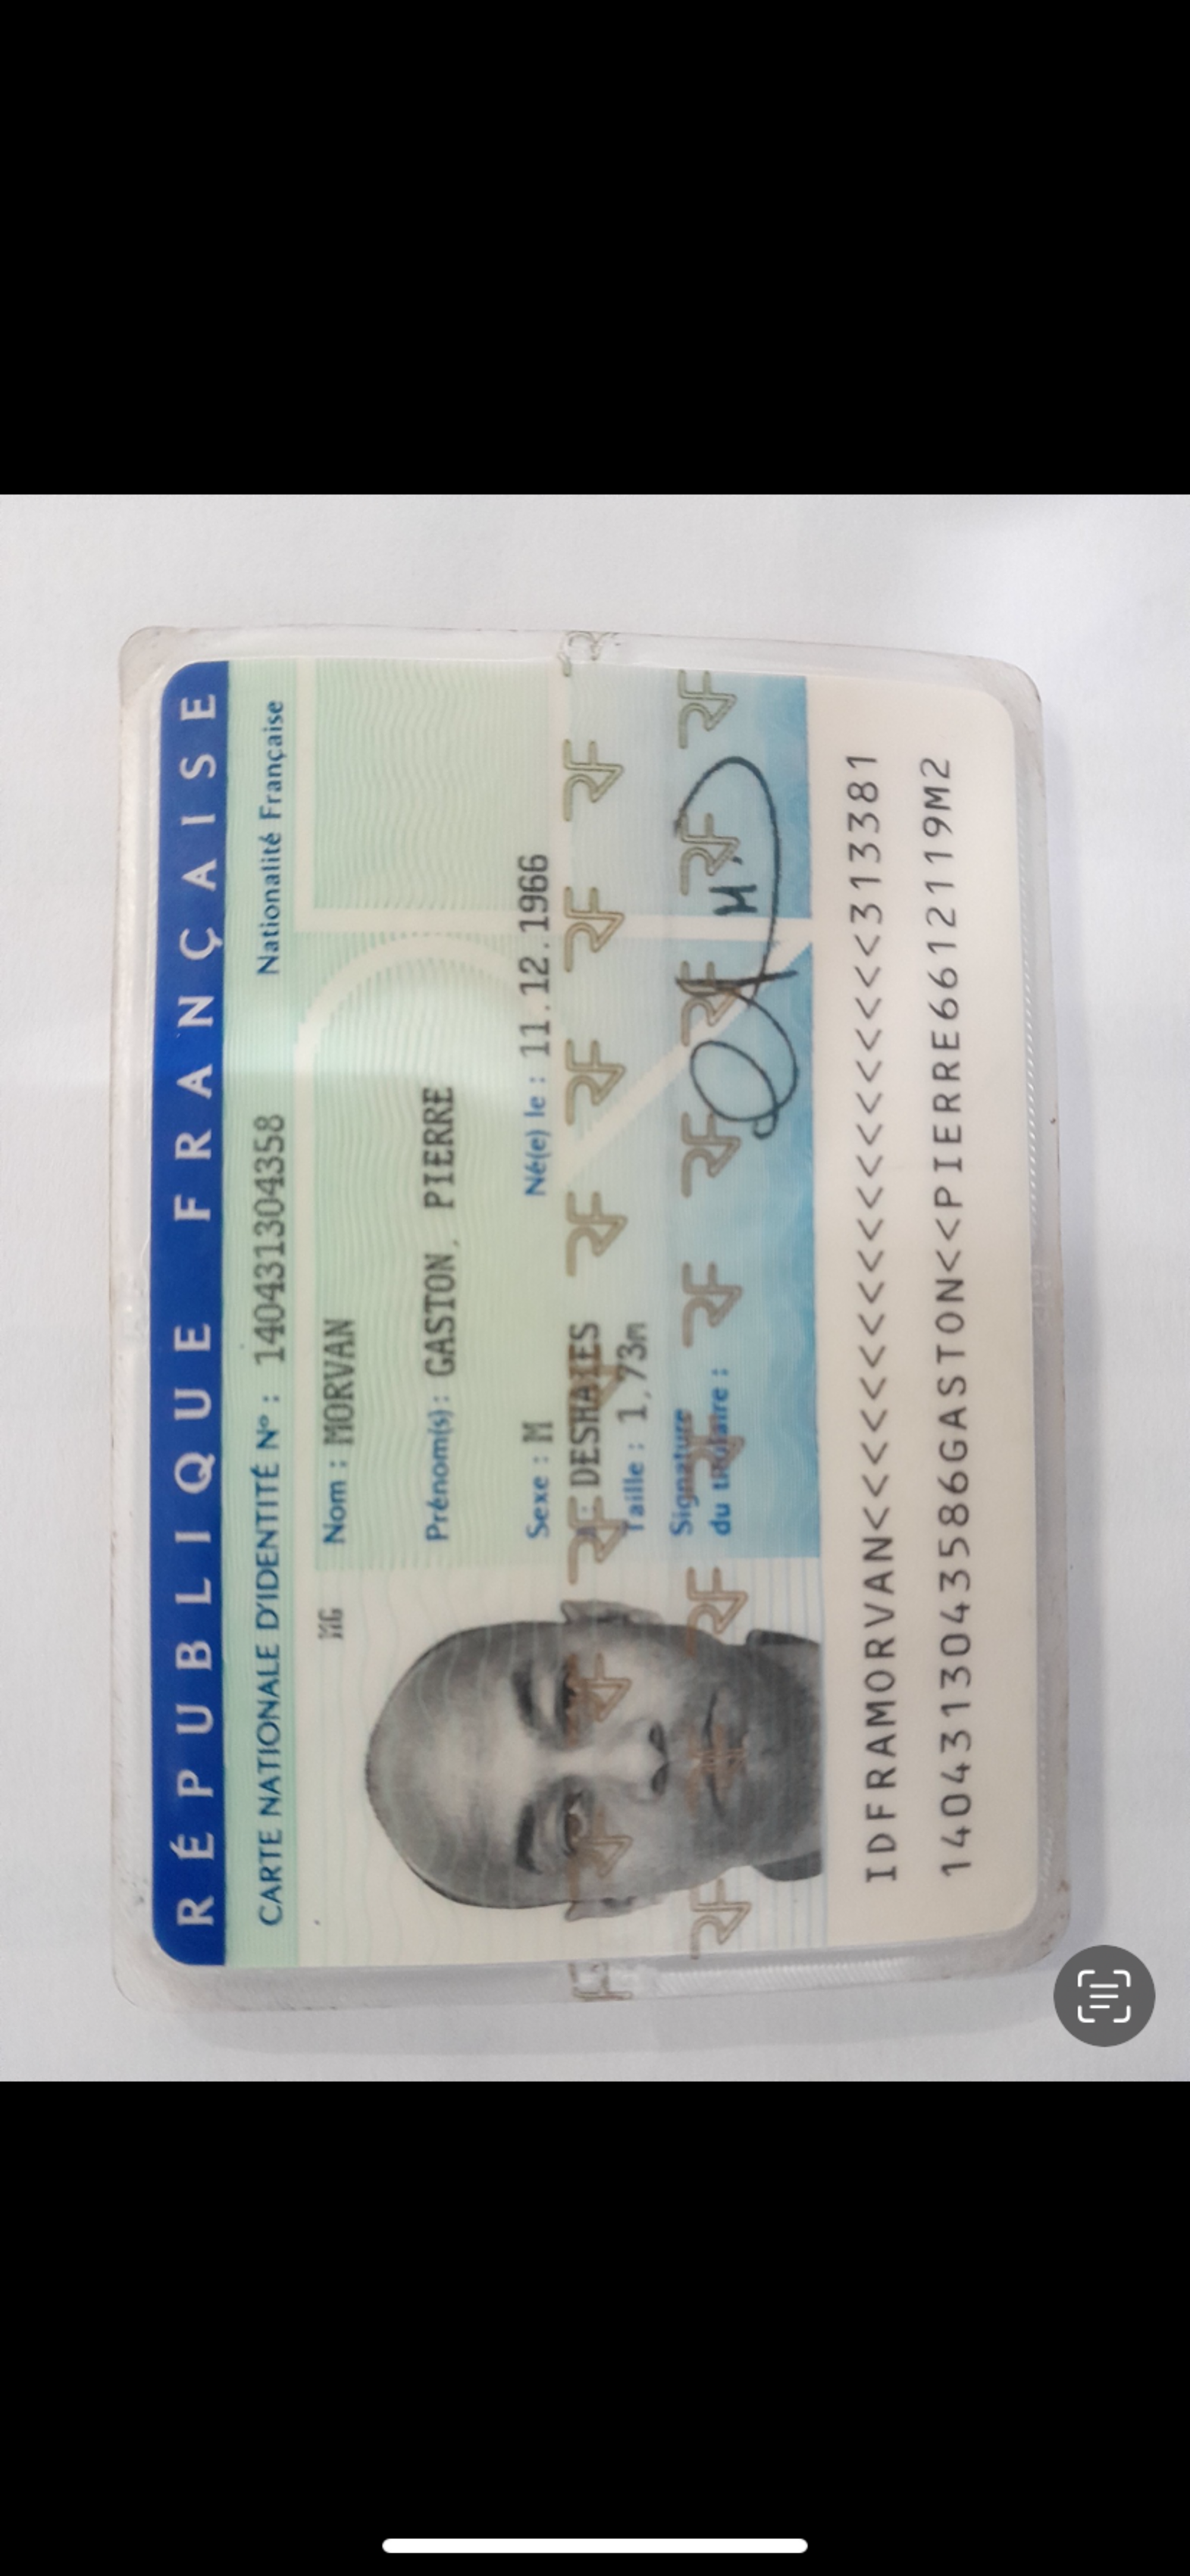 RÉPUBLIQUE FRANÇAISE
CARTE NATIONALE D'IDENTITÉ N° : 140431304358 Nationalité Française
MG
Nom : MORVAN
Prénom(s) : GASTON, PIERRE
Sexe : M Né(e) le : 11.12.1966
à : DESHAIES
Taille : 1,73m
Signature
du titulaire :
IDFRAMORVAN<<<<<<<<<<<<<<<<<<<313381
1404313043586GASTON<<PIERRE6612119M2